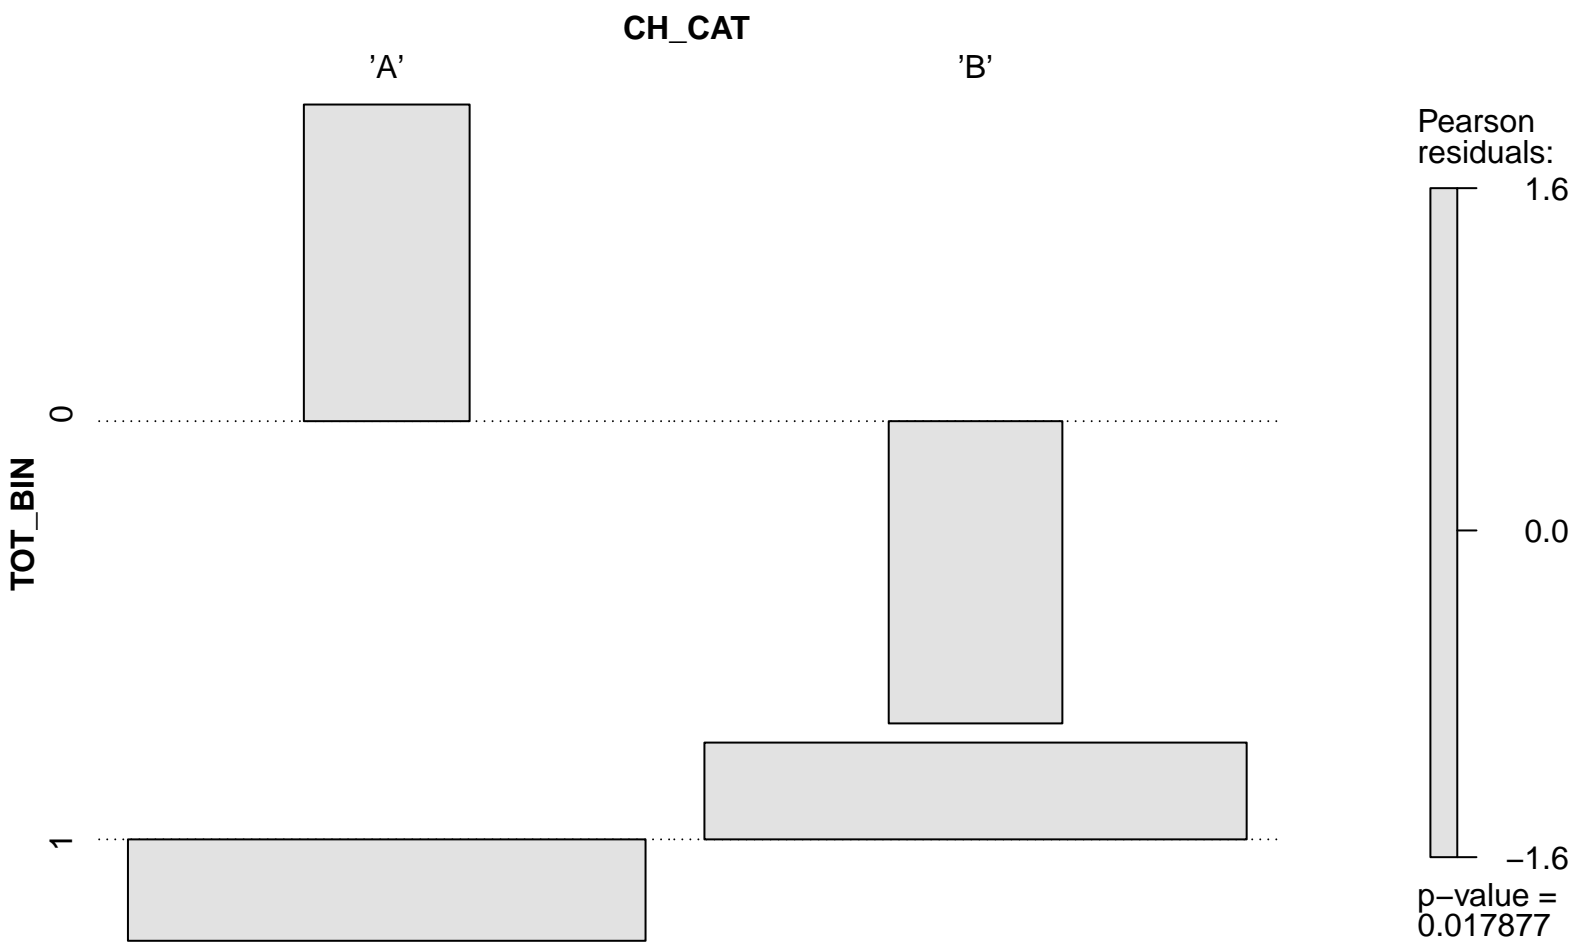 CH_CAT
’A’
’B’
Pearson
residuals:
1.6
0.0
−1.6
p−value =
0.017877
TOT_BIN
0
1